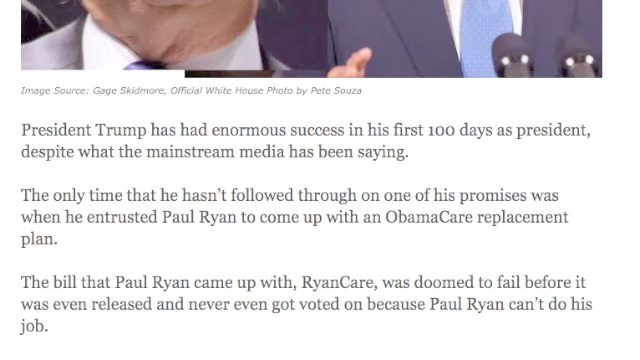 Image Source: Gage Skidmore, Official White House Photo by Pete Souza
President Trump has had enormous success in his first 100 days as president,
despite what the mainstream media has been saying.
The only time that he hasn’t followed through on one of his promises was
when he entrusted Paul Ryan to come up with an ObamaCare replacement
plan.
The bill that Paul Ryan came up with, RyanCare, was doomed to fail before it
was even released and never even got voted on because Paul Ryan can’t do his
job.